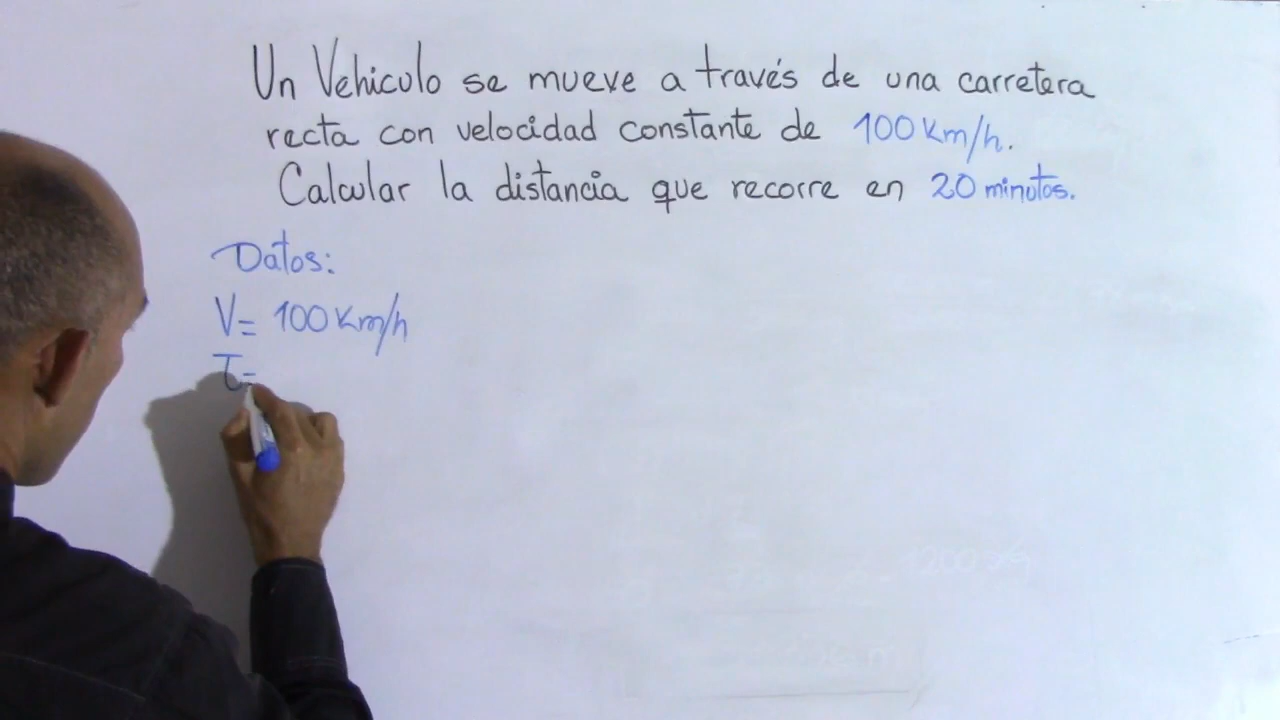 Un Vehiculo se mueve a través de una carretera
recta con velocidad constante de 100 Km/h.
Calcular la distancia que recorre en 20 minutos.
Datos:
V= 100 Km/h
T=